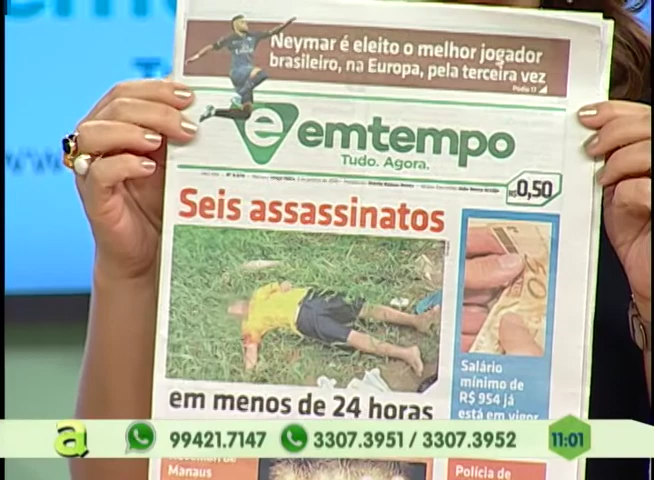 Neymar é eleito o melhor jogador
brasileiro, na Europa, pela terceira vez
Pódio
e emtempo
Tudo. Agora.
R$ 0,50
Seis assassinatos
em menos de 24 horas
Salário
mínimo de
R$ 954 já
está em vigor
a 99421.7147 3307.3951 / 3307.3952 11:01
Manaus
Polícia de